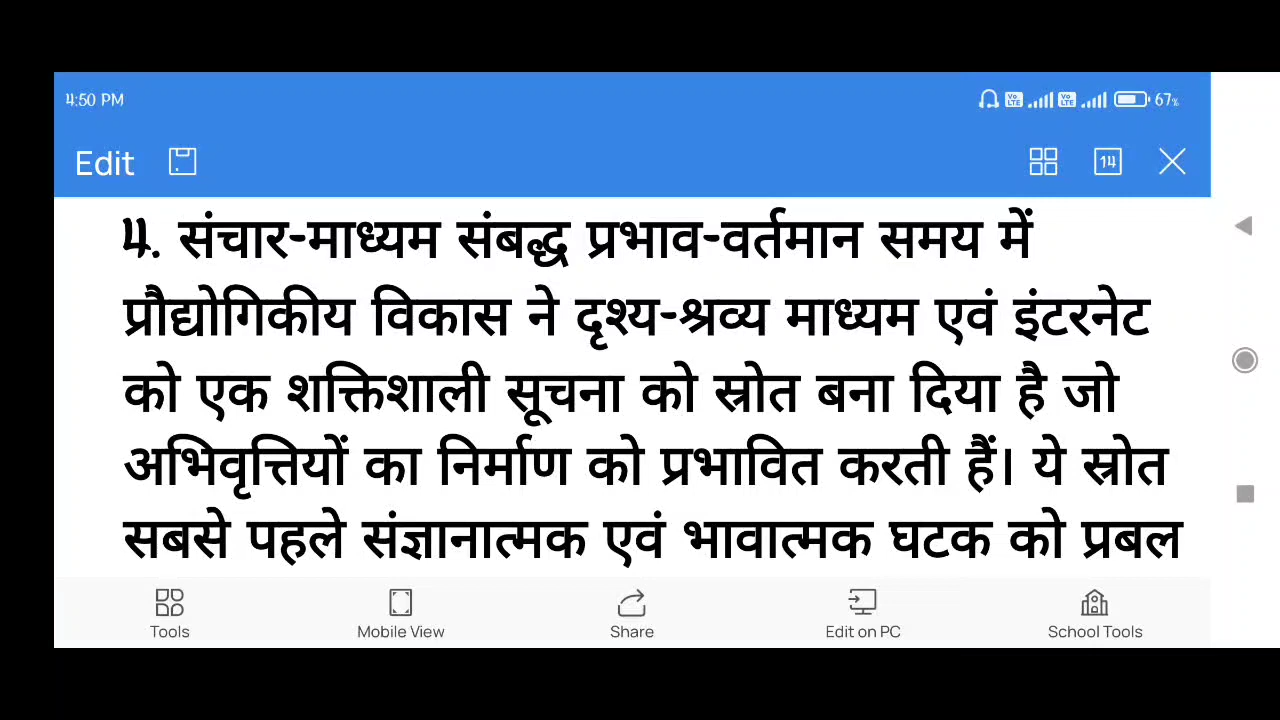 4:50 PM
67%
Edit
14
4. संचार-माध्यम संबद्ध प्रभाव-वर्तमान समय में
प्रौद्योगिकीय विकास ने दृश्य-श्रव्य माध्यम एवं इंटरनेट
को एक शक्तिशाली सूचना को स्रोत बना दिया है जो
अभिवृत्तियों का निर्माण को प्रभावित करती हैं। ये स्रोत
सबसे पहले संज्ञानात्मक एवं भावात्मक घटक को प्रबल
Tools
Mobile View
Share
Edit on PC
School Tools